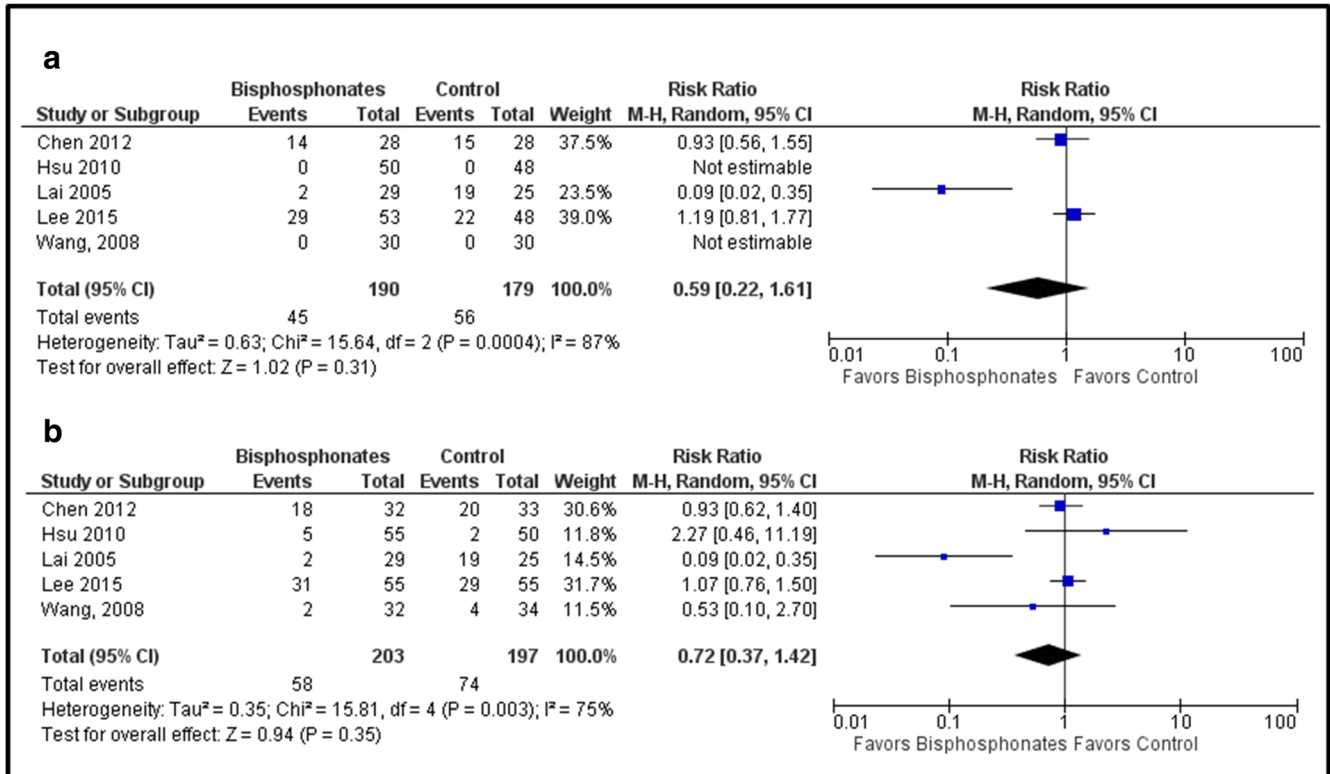 a
Bisphosphonates Control Risk Ratio Risk Ratio
Study or Subgroup Events Total Events Total Weight M-H, Random, 95% CI M-H, Random, 95% CI
Chen 2012 14 28 15 28 37.5% 0.93 [0.56, 1.55]
Hsu 2010 0 50 0 48 Not estimable
Lai 2005 2 29 19 25 23.5% 0.09 [0.02, 0.35]
Lee 2015 29 53 22 48 39.0% 1.19 [0.81, 1.77]
Wang, 2008 0 30 0 30 Not estimable
Total (95% CI) 190 179 100.0% 0.59 [0.22, 1.61]
Total events 45 56
Heterogeneity: Tau² = 0.63; Chi² = 15.64, df = 2 (P = 0.0004); I² = 87%
Test for overall effect: Z = 1.02 (P = 0.31)
0.01 0.1 1 10 100
Favors Bisphosphonates Favors Control
b
Bisphosphonates Control Risk Ratio Risk Ratio
Study or Subgroup Events Total Events Total Weight M-H, Random, 95% CI M-H, Random, 95% CI
Chen 2012 18 32 20 33 30.6% 0.93 [0.62, 1.40]
Hsu 2010 5 55 2 50 11.8% 2.27 [0.46, 11.19]
Lai 2005 2 29 19 25 14.5% 0.09 [0.02, 0.35]
Lee 2015 31 55 29 55 31.7% 1.07 [0.76, 1.50]
Wang, 2008 2 32 4 34 11.5% 0.53 [0.10, 2.70]
Total (95% CI) 203 197 100.0% 0.72 [0.37, 1.42]
Total events 58 74
Heterogeneity: Tau² = 0.35; Chi² = 15.81, df = 4 (P = 0.003); I² = 75%
Test for overall effect: Z = 0.94 (P = 0.35)
0.01 0.1 1 10 100
Favors Bisphosphonates Favors Control